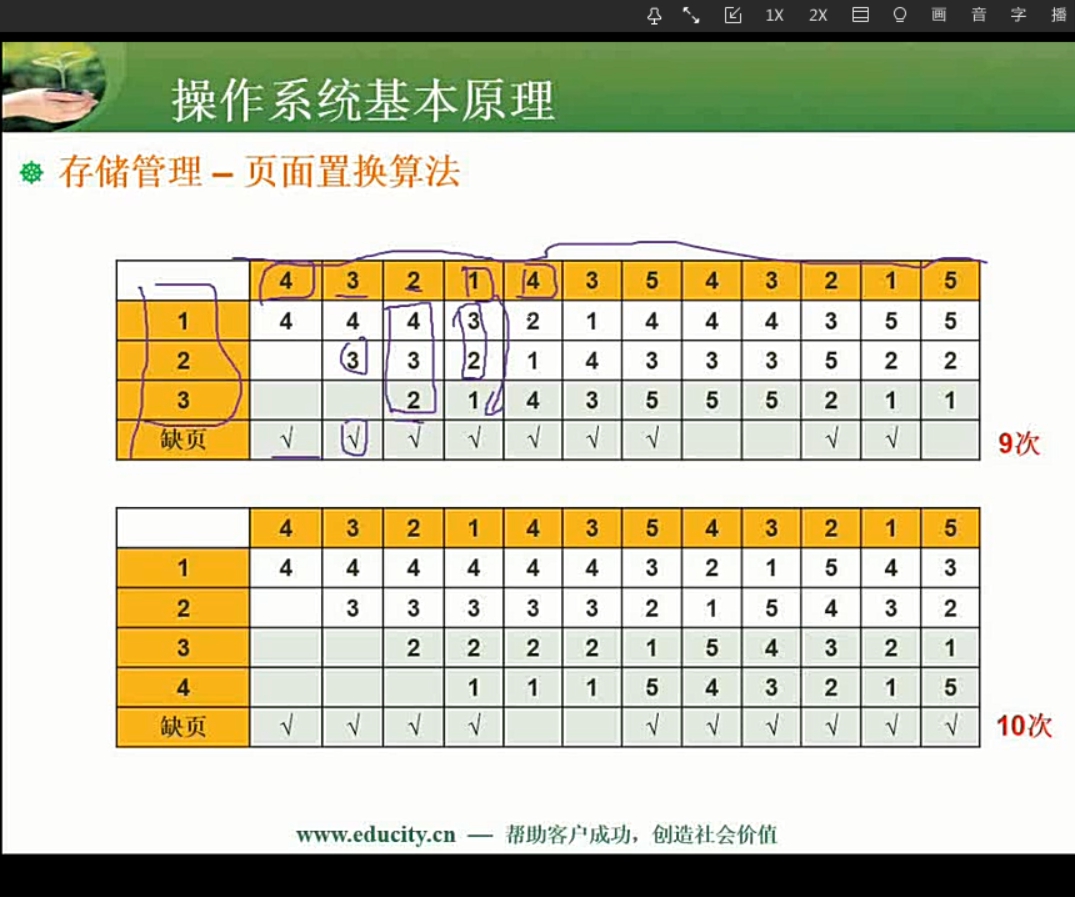 1X 2X 画 音 字 播
操作系统基本原理
存储管理 – 页面置换算法
4 3 2 1 4 3 5 4 3 2 1 5
1 4 4 4 3 2 1 4 4 4 3 5 5
2 3 3 2 1 4 3 3 3 5 2 2
3 2 1 4 3 5 5 5 2 1 1
缺页 √ √ √ √ √ √ √ √ √ 9次
4 3 2 1 4 3 5 4 3 2 1 5
1 4 4 4 4 4 4 3 2 1 5 4 3
2 3 3 3 3 3 2 1 5 4 3 2
3 2 2 2 2 1 5 4 3 2 1
4 1 1 1 5 4 3 2 1 5
缺页 √ √ √ √ √ √ √ √ √ √ 10次
www.educity.cn — 帮助客户成功，创造社会价值